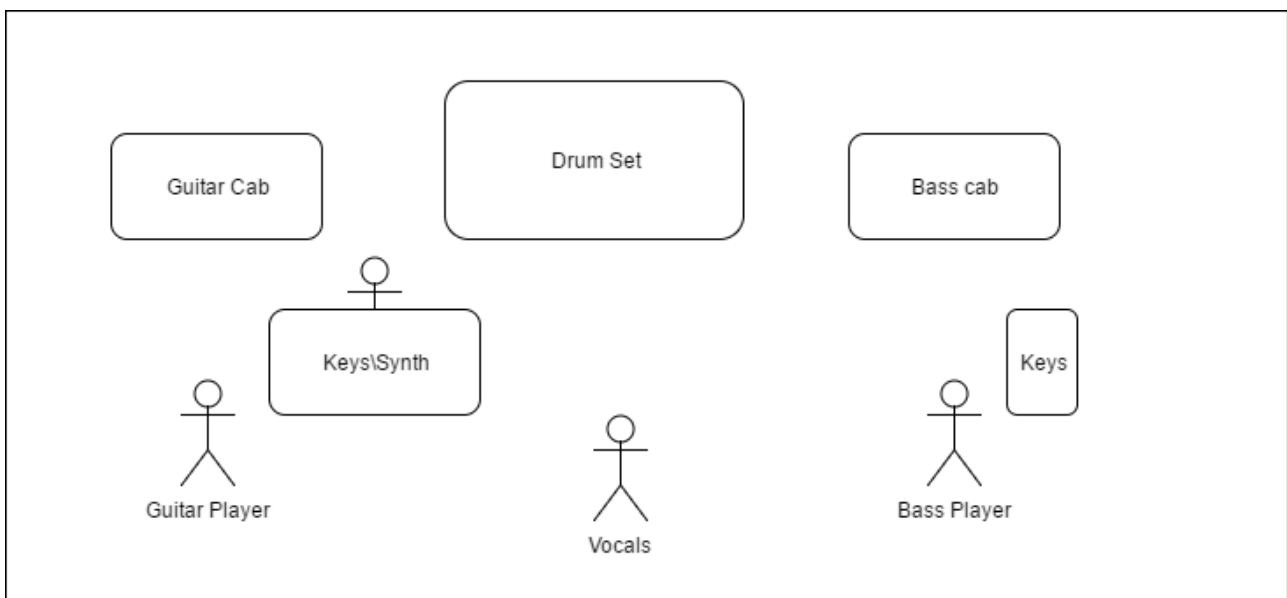 Drum Set
Guitar Cab
Bass cab
Keys\Synth
Keys
Guitar Player
Bass Player
Vocals